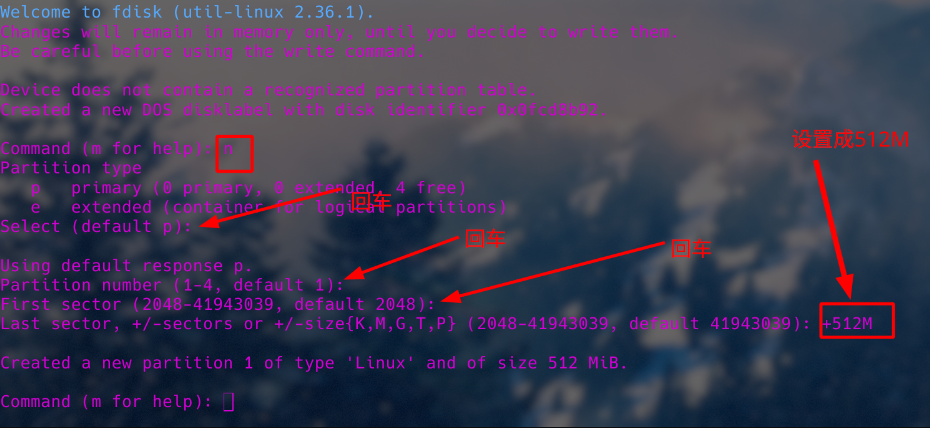 Welcome to fdisk (util-linux 2.36.1).
Changes will remain in memory only, until you decide to write them.
Be careful before using the write command.
Device does not contain a recognized partition table.
Created a new DOS disklabel with disk identifier
Command (m for help): n
设置成512M
Partition type
p primary (0 primary, 0 extended, 4 free)
回车
e extended (container for logical partitions)
Select (default p):
回车
回车
Using default response p.
Partition number (1-4, default 1):
First sector (2048-41943039, default 2048):
Last sector, +/-sectors or +/-size{K,M,G,T,P} (2048-41943039, default 41943039): +512M
Created a new partition 1 of type 'Linux' and of size 512 MiB.
Command (m for help):